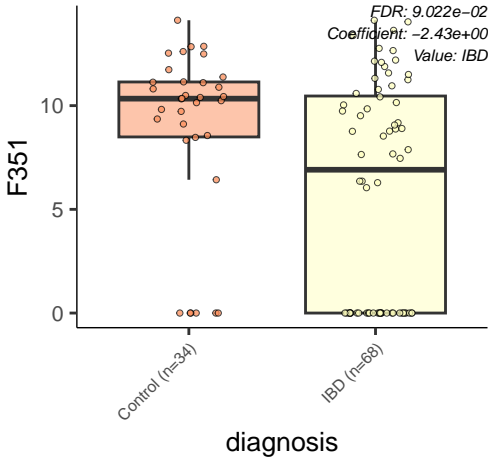 FDR: 9.022e−02
Coefficient: −2.43e+00
Value: IBD
F351
10
5
0
Control (n=34)
IBD (n=68)
diagnosis